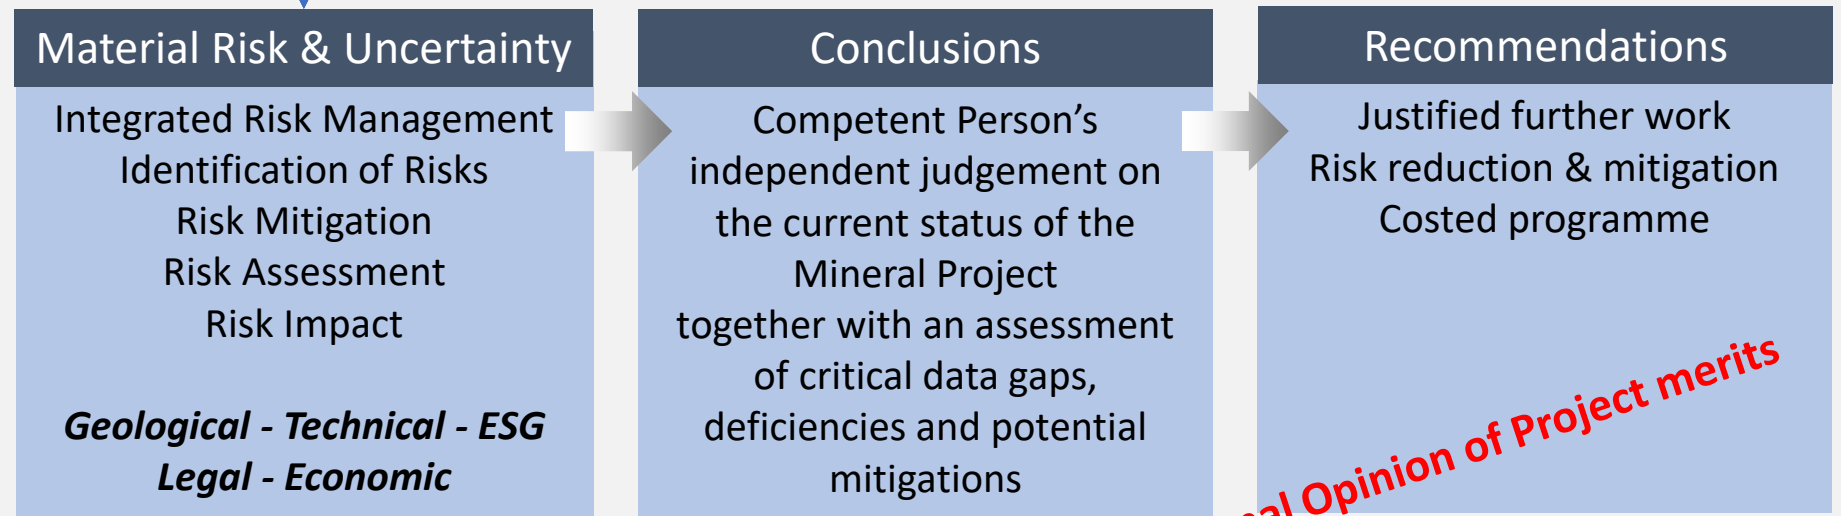 Material Risk & Uncertainty
Integrated Risk Management
Identification of Risks
Risk Mitigation
Risk Assessment
Risk Impact
Geological - Technical - ESG
Legal - Economic
Conclusions
Competent Person’s
independent judgement on
the current status of the
Mineral Project
together with an assessment
of critical data gaps,
deficiencies and potential
mitigations
Recommendations
Justified further work
Risk reduction & mitigation
Costed programme
Opinion of Project merits